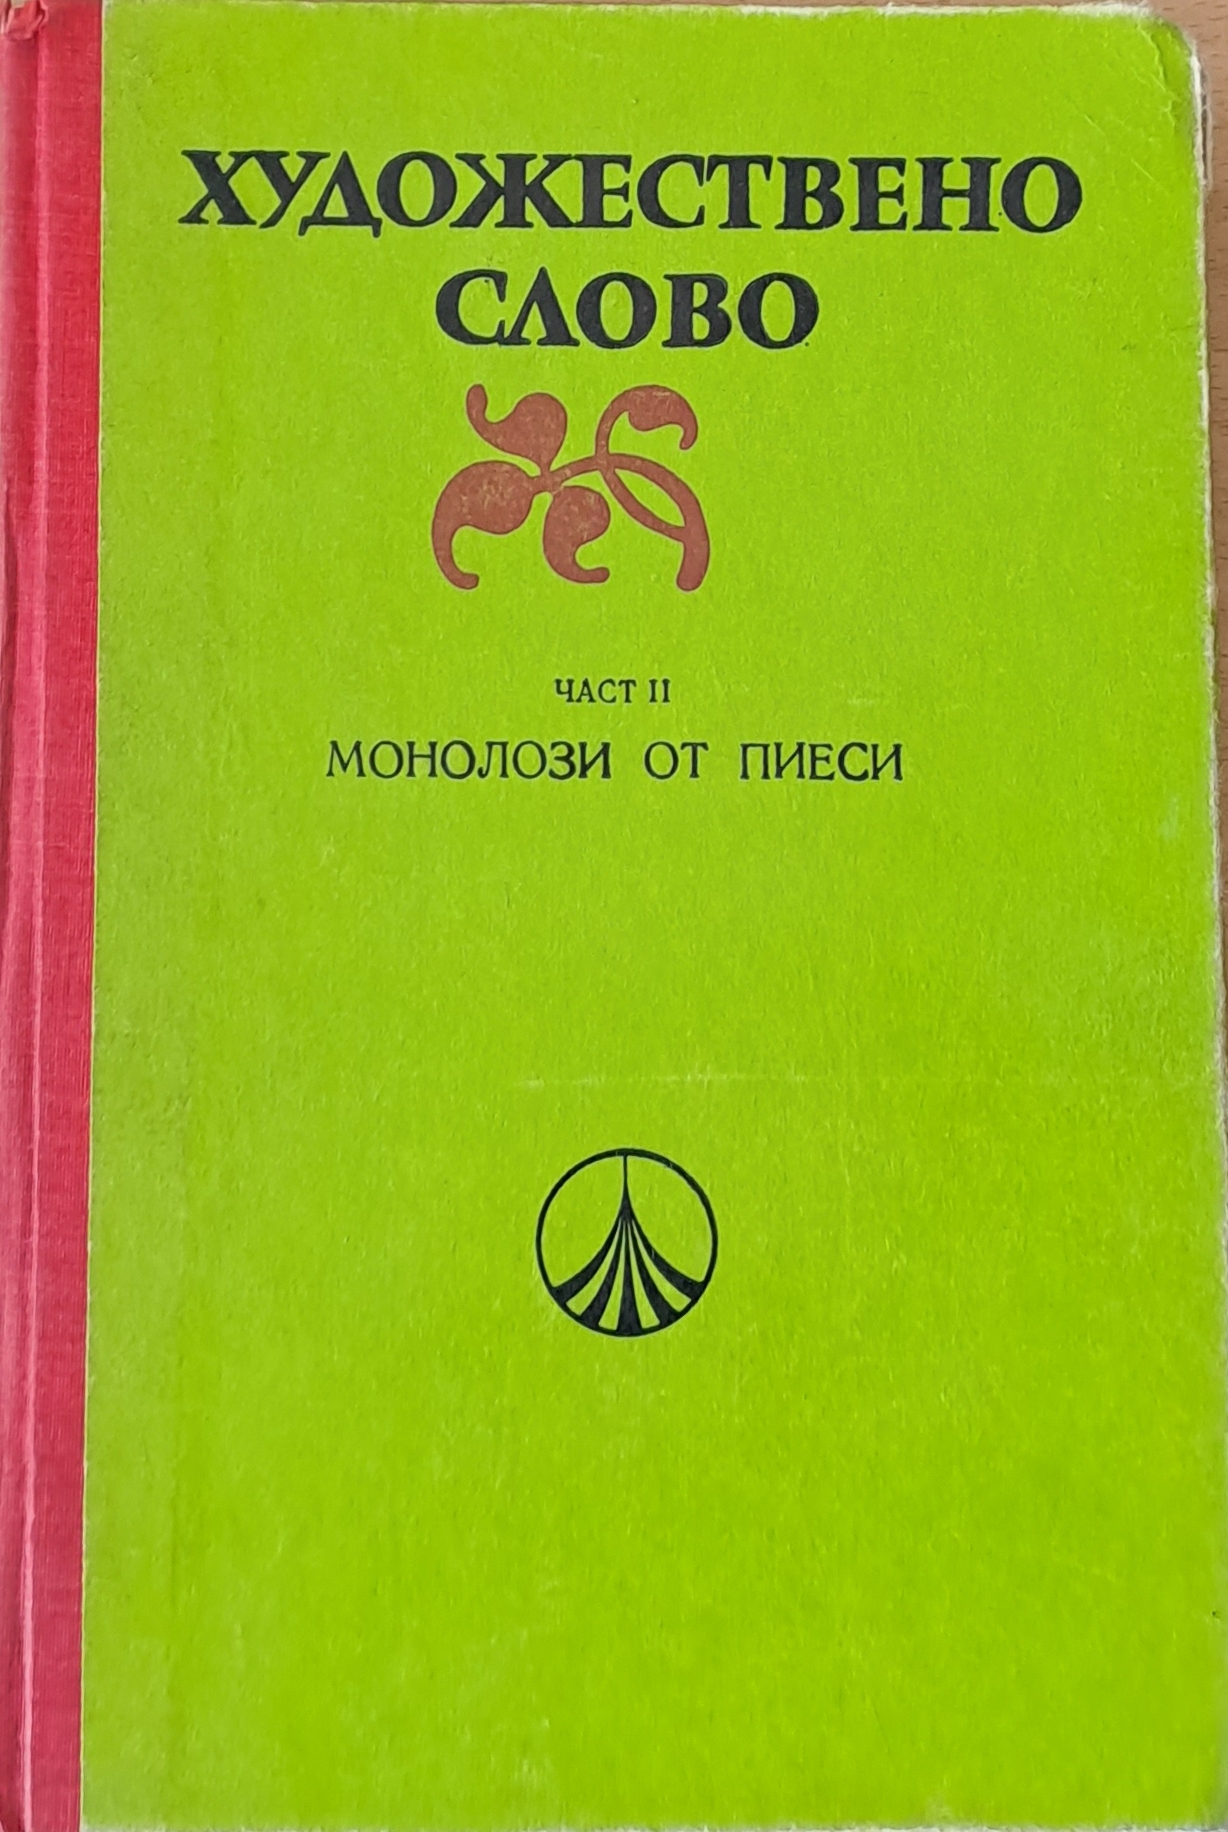 ХУДОЖЕСТВЕНО
СЛОВО
ЧАСТ II
МОНОЛОЗИ ОТ ПИЕСИ